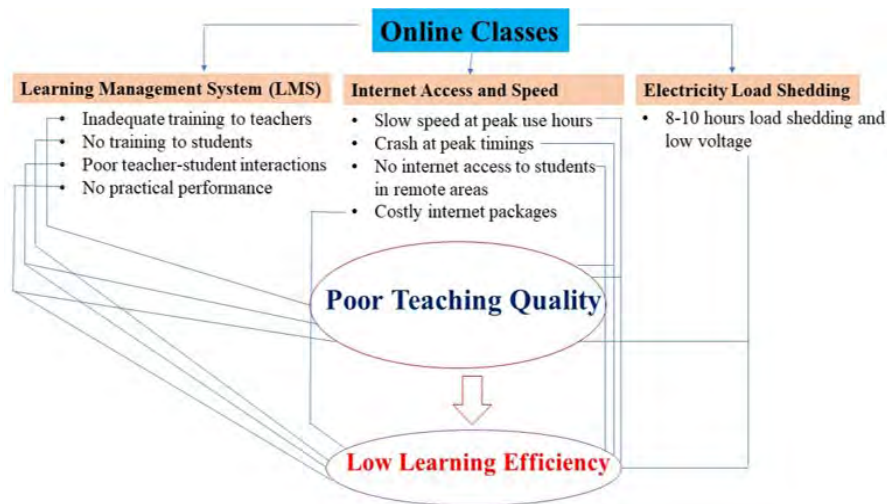 Online Classes
Learning Management System (LMS)
• Inadequate training to teachers
• No training to students
• Poor teacher-student interactions
• No practical performance
Internet Access and Speed
• Slow speed at peak use hours
• Crash at peak timings
• No internet access to students
in remote areas
• Costly internet packages
Electricity Load Shedding
• 8-10 hours load shedding and
low voltage
Poor Teaching Quality
Low Learning Efficiency